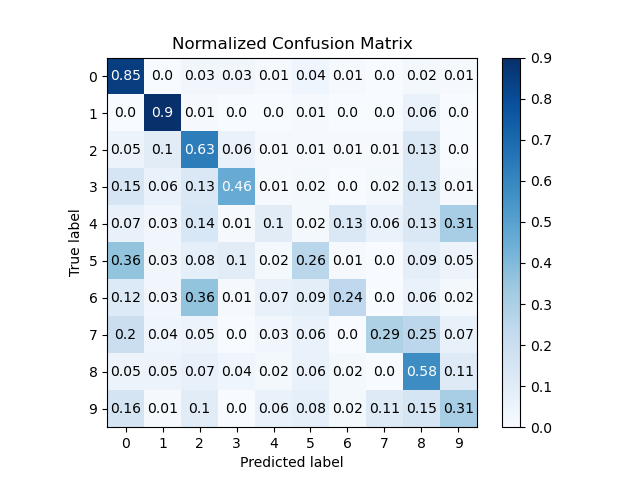 Normalized Confusion Matrix
0 0.85 0.0 0.03 0.03 0.01 0.04 0.01 0.0 0.02 0.01
1 0.0 0.9 0.01 0.0 0.0 0.01 0.0 0.0 0.06 0.0
2 0.05 0.1 0.63 0.06 0.01 0.01 0.01 0.01 0.13 0.0
3 0.15 0.06 0.13 0.46 0.01 0.02 0.0 0.02 0.13 0.01
4 0.07 0.03 0.14 0.01 0.1 0.02 0.13 0.06 0.13 0.31
5 0.36 0.03 0.08 0.1 0.02 0.26 0.01 0.0 0.09 0.05
6 0.12 0.03 0.36 0.01 0.07 0.09 0.24 0.0 0.06 0.02
7 0.2 0.04 0.05 0.0 0.03 0.06 0.0 0.29 0.25 0.07
8 0.05 0.05 0.07 0.04 0.02 0.06 0.02 0.0 0.58 0.11
9 0.16 0.01 0.1 0.0 0.06 0.08 0.02 0.11 0.15 0.31
0 1 2 3 4 5 6 7 8 9
Predicted label
True label
0.9
0.8
0.7
0.6
0.5
0.4
0.3
0.2
0.1
0.0